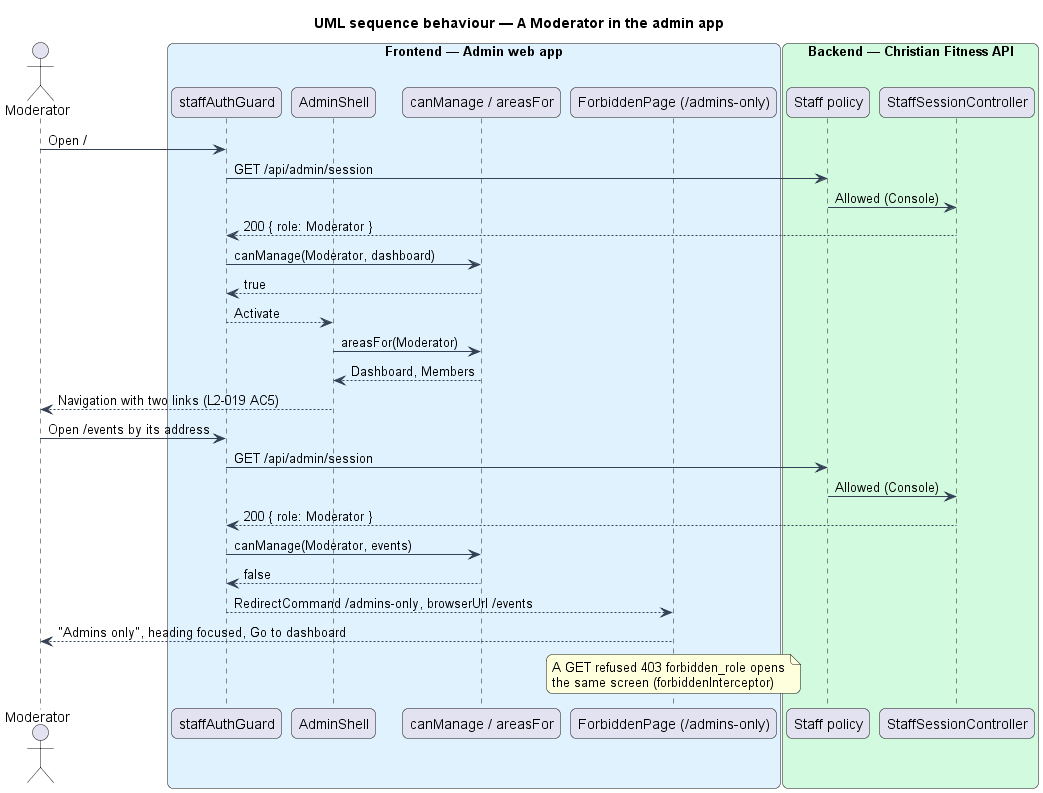 UML sequence behaviour — A Moderator in the admin app
Frontend — Admin web app
Backend — Christian Fitness API
Moderator
staffAuthGuard
AdminShell
canManage / areasFor
ForbiddenPage (/admins-only)
Staff policy
StaffSessionController
Open /
GET /api/admin/session
Allowed (Console)
200 { role: Moderator }
canManage(Moderator, dashboard)
true
Activate
areasFor(Moderator)
Dashboard, Members
Navigation with two links (L2-019 AC5)
Open /events by its address
GET /api/admin/session
Allowed (Console)
200 { role: Moderator }
canManage(Moderator, events)
false
RedirectCommand /admins-only, browserUrl /events
"Admins only", heading focused, Go to dashboard
A GET refused 403 forbidden_role opens
the same screen (forbiddenInterceptor)
Moderator
staffAuthGuard
AdminShell
canManage / areasFor
ForbiddenPage (/admins-only)
Staff policy
StaffSessionController